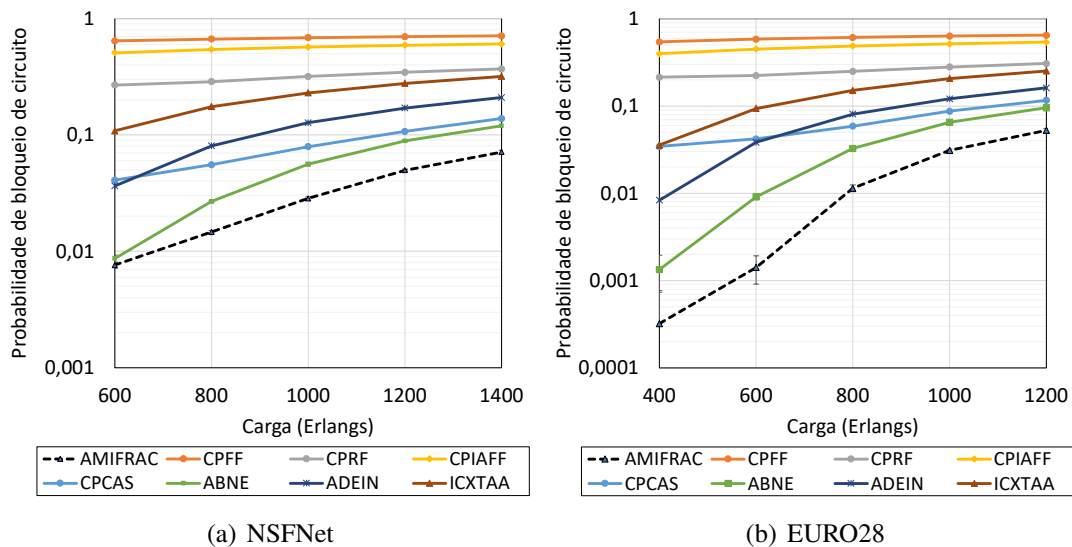 Probabilidade de bloqueio de circuito
1
0,1
0,01
0,001
600 800 1000 1200 1400
Carga (Erlangs)
AMIFRAC CPFF CPRF CPIAFF
CPCAS ABNE ADEIN ICXTAA
(a) NSFNet
Probabilidade de bloqueio de circuito
1
0,1
0,01
0,001
0,0001
400 600 800 1000 1200
Carga (Erlangs)
AMIFRAC CPFF CPRF CPIAFF
CPCAS ABNE ADEIN ICXTAA
(b) EURO28